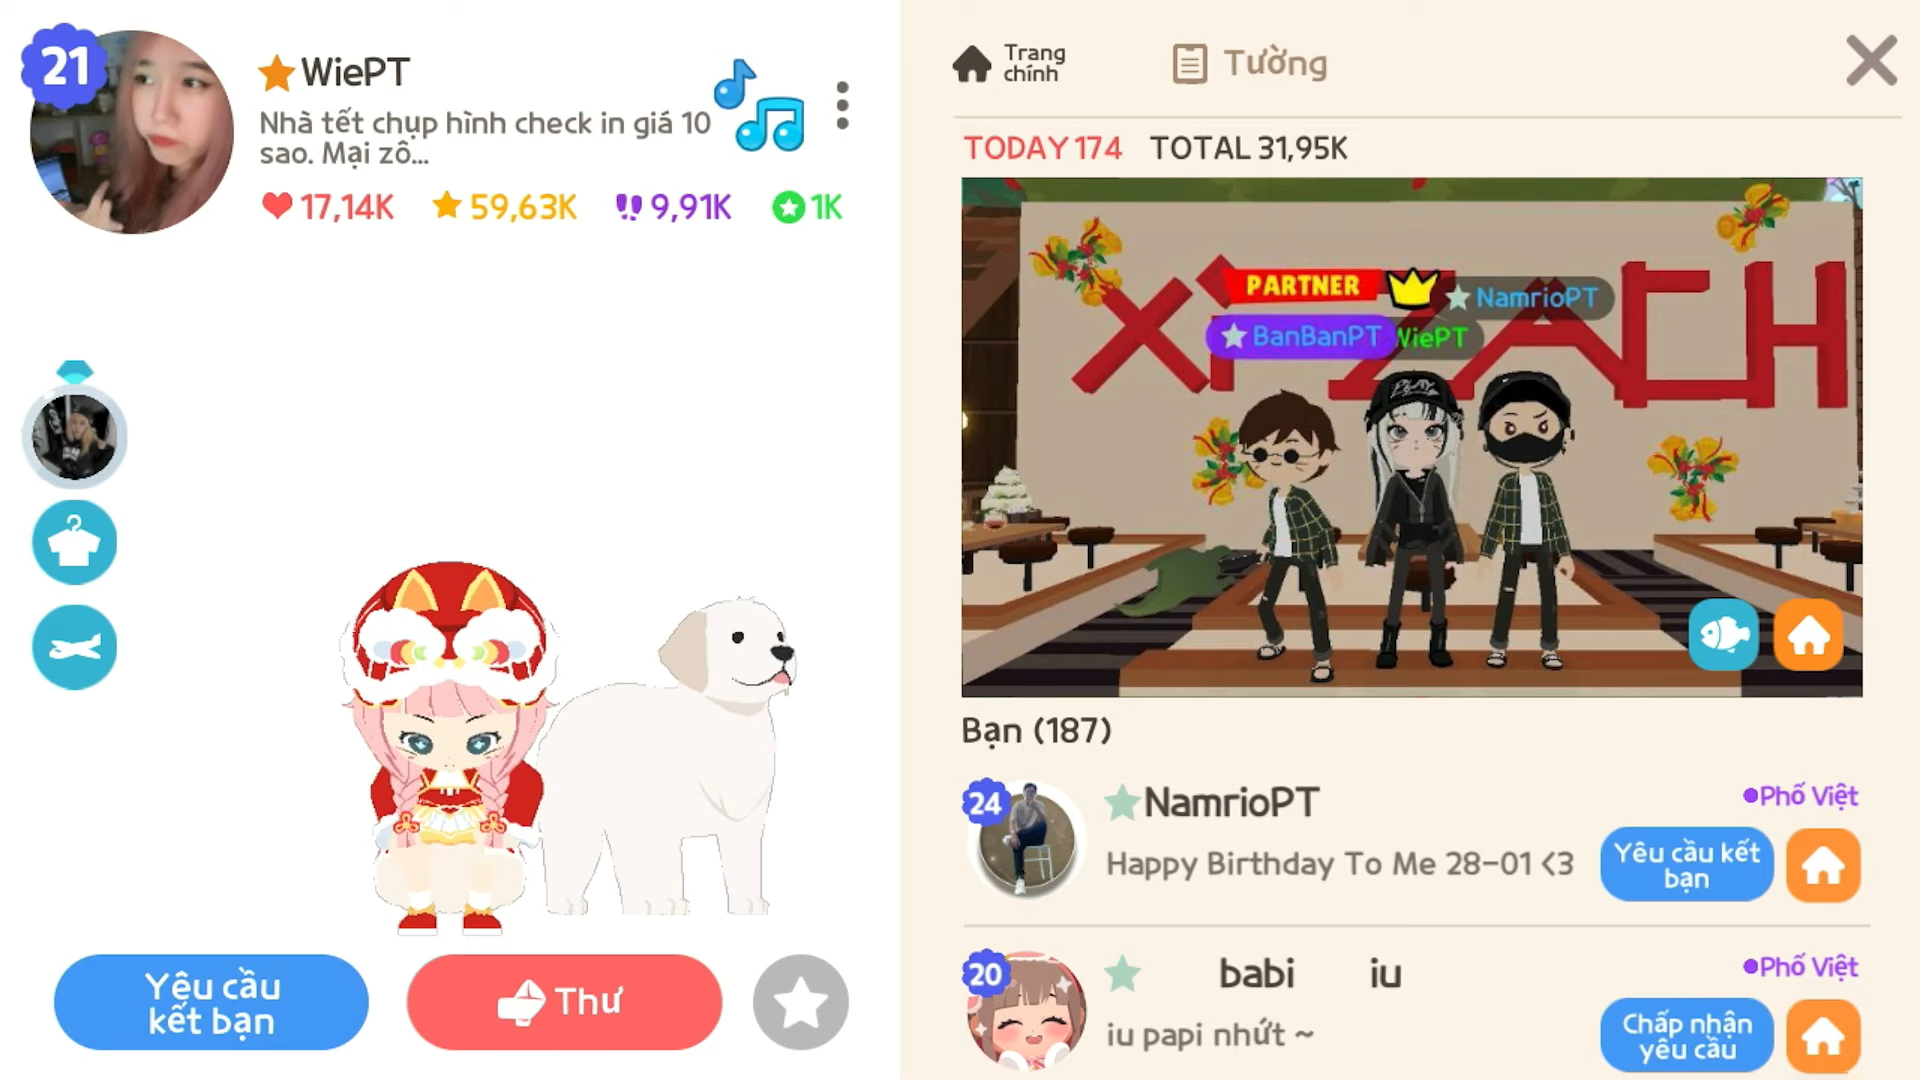 21
WiePT
Nhà tết chụp hình check in giá 10
sao. Mại zô...
17,14K 59,63K 9,91K 1K
Yêu cầu
kết bạn
Thư
Trang
chính
Tường
TODAY 174 TOTAL 31,95K
PARTNER
NamrioPT
BanBanPT WiePT
PLAY
Bạn (187)
24
NamrioPT
Phố Việt
Happy Birthday To Me 28-01 <3
Yêu cầu kết
bạn
20
babi iu
Phố Việt
iu papi nhứt ~
Chấp nhận
yêu cầu